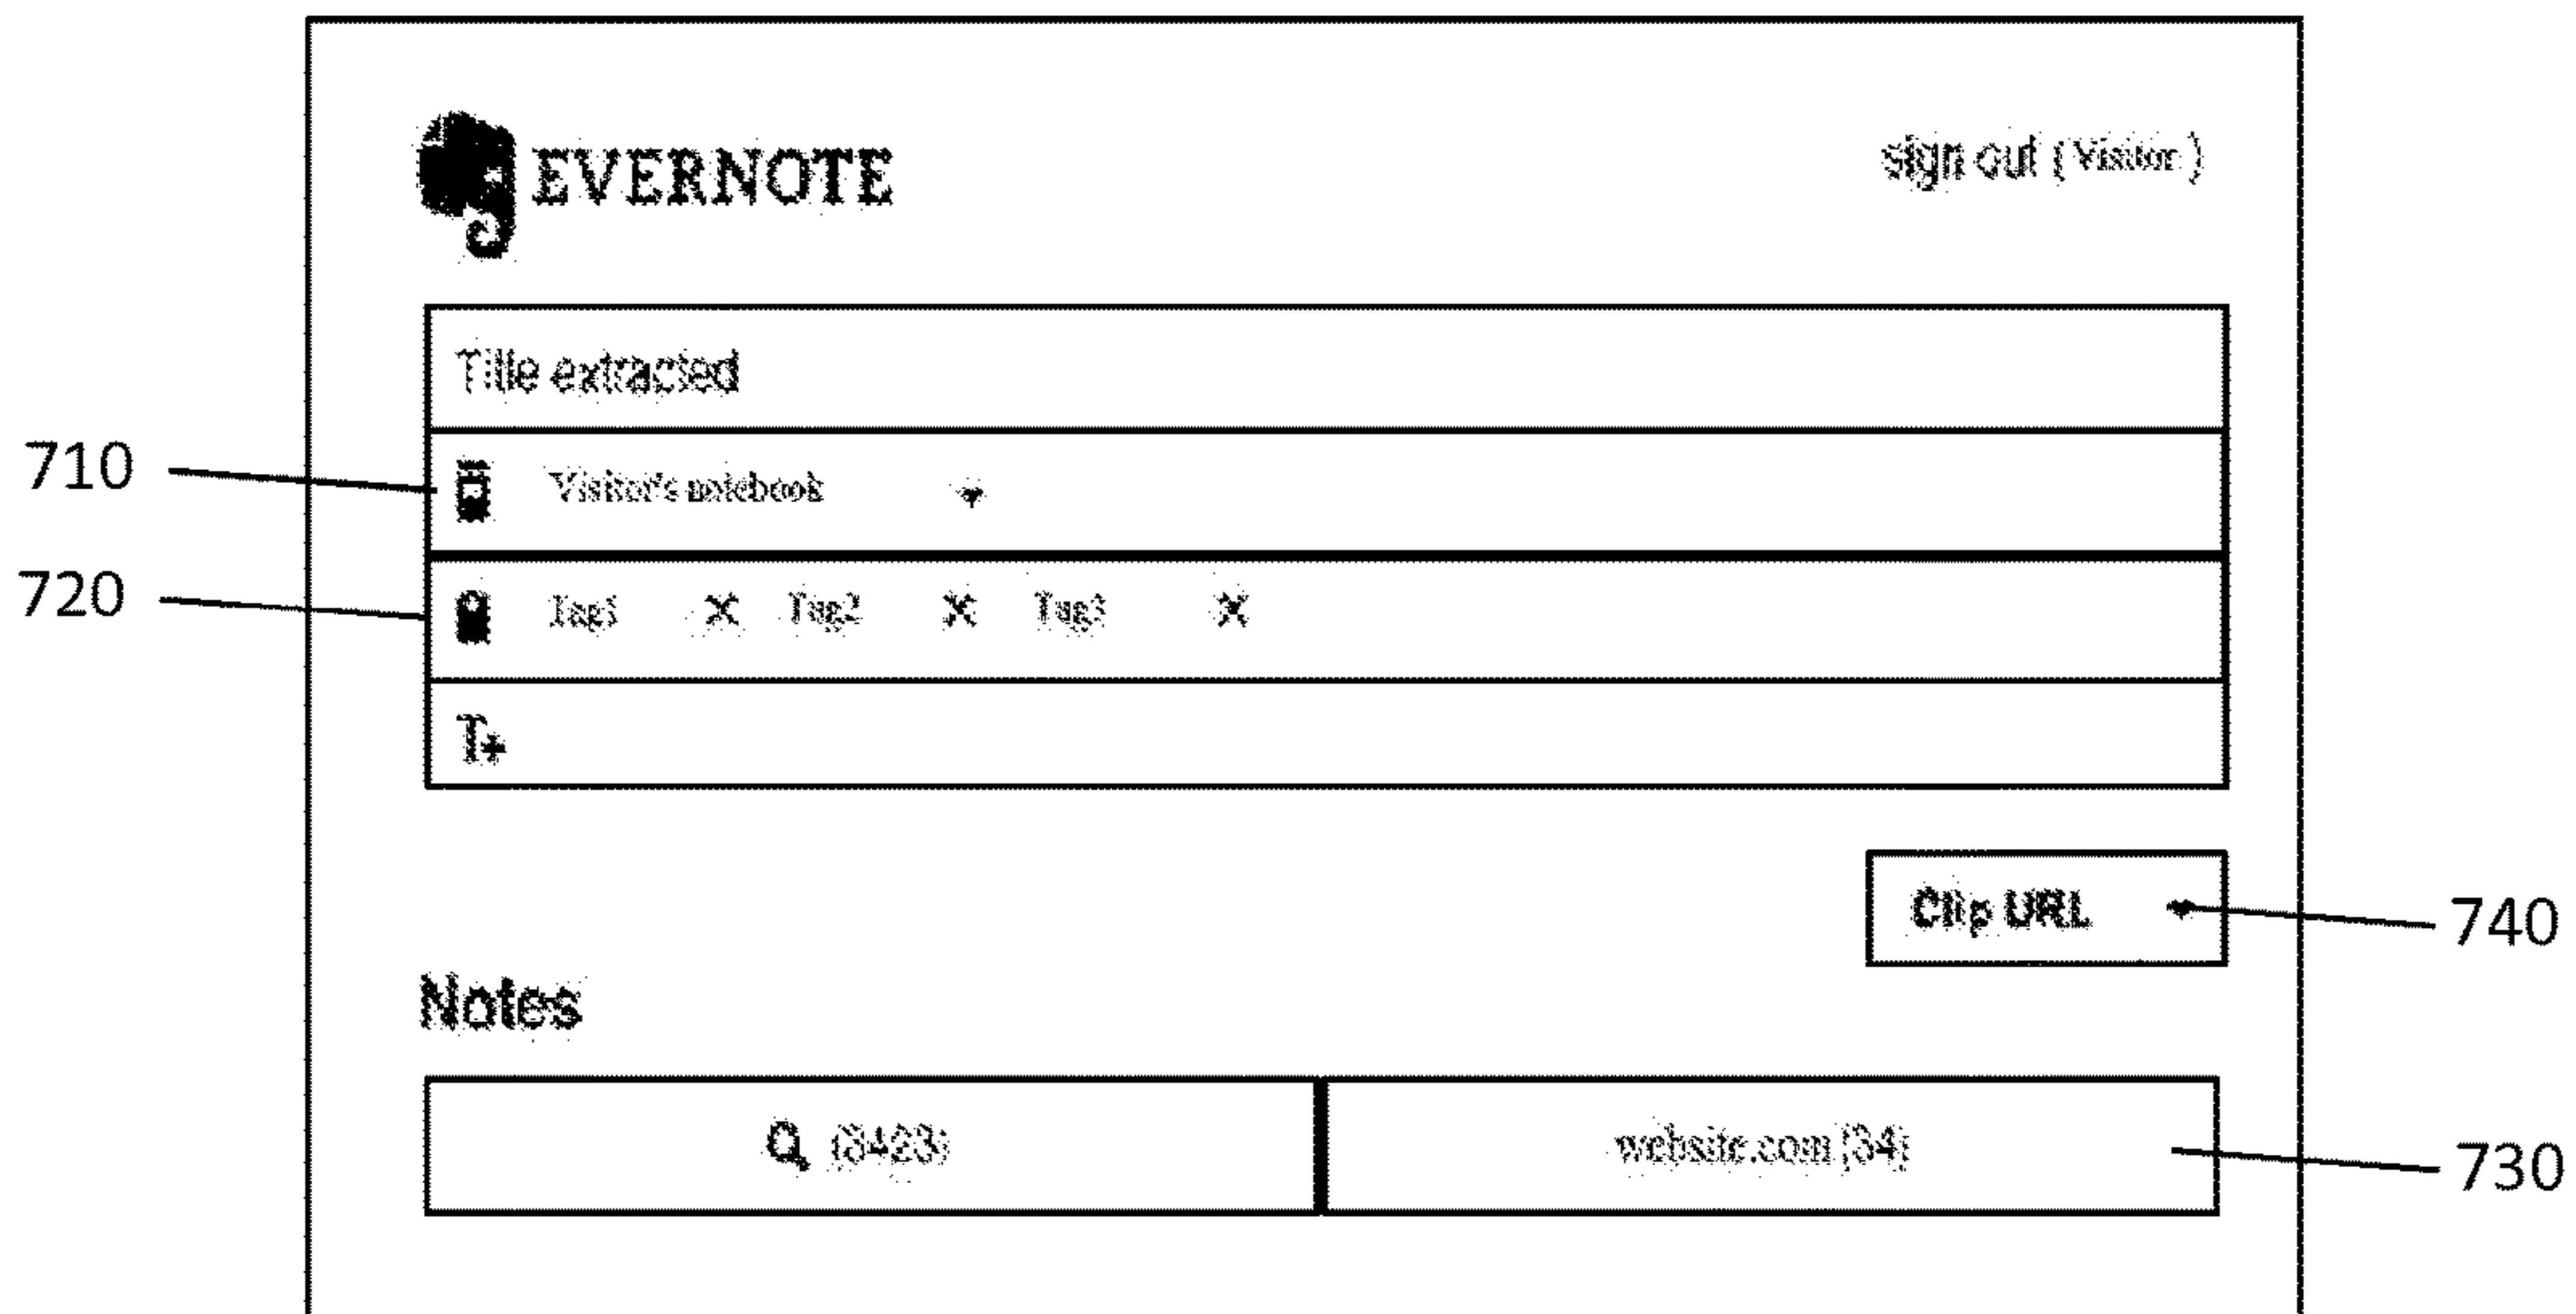 EVERNOTE sign out (Visitor)
Title extracted
710 Visitor's notebook
720 Tag1 X Tag2 X Tag3 X
T+
Clip URL 740
Notes
(3423) website.com (34) 730